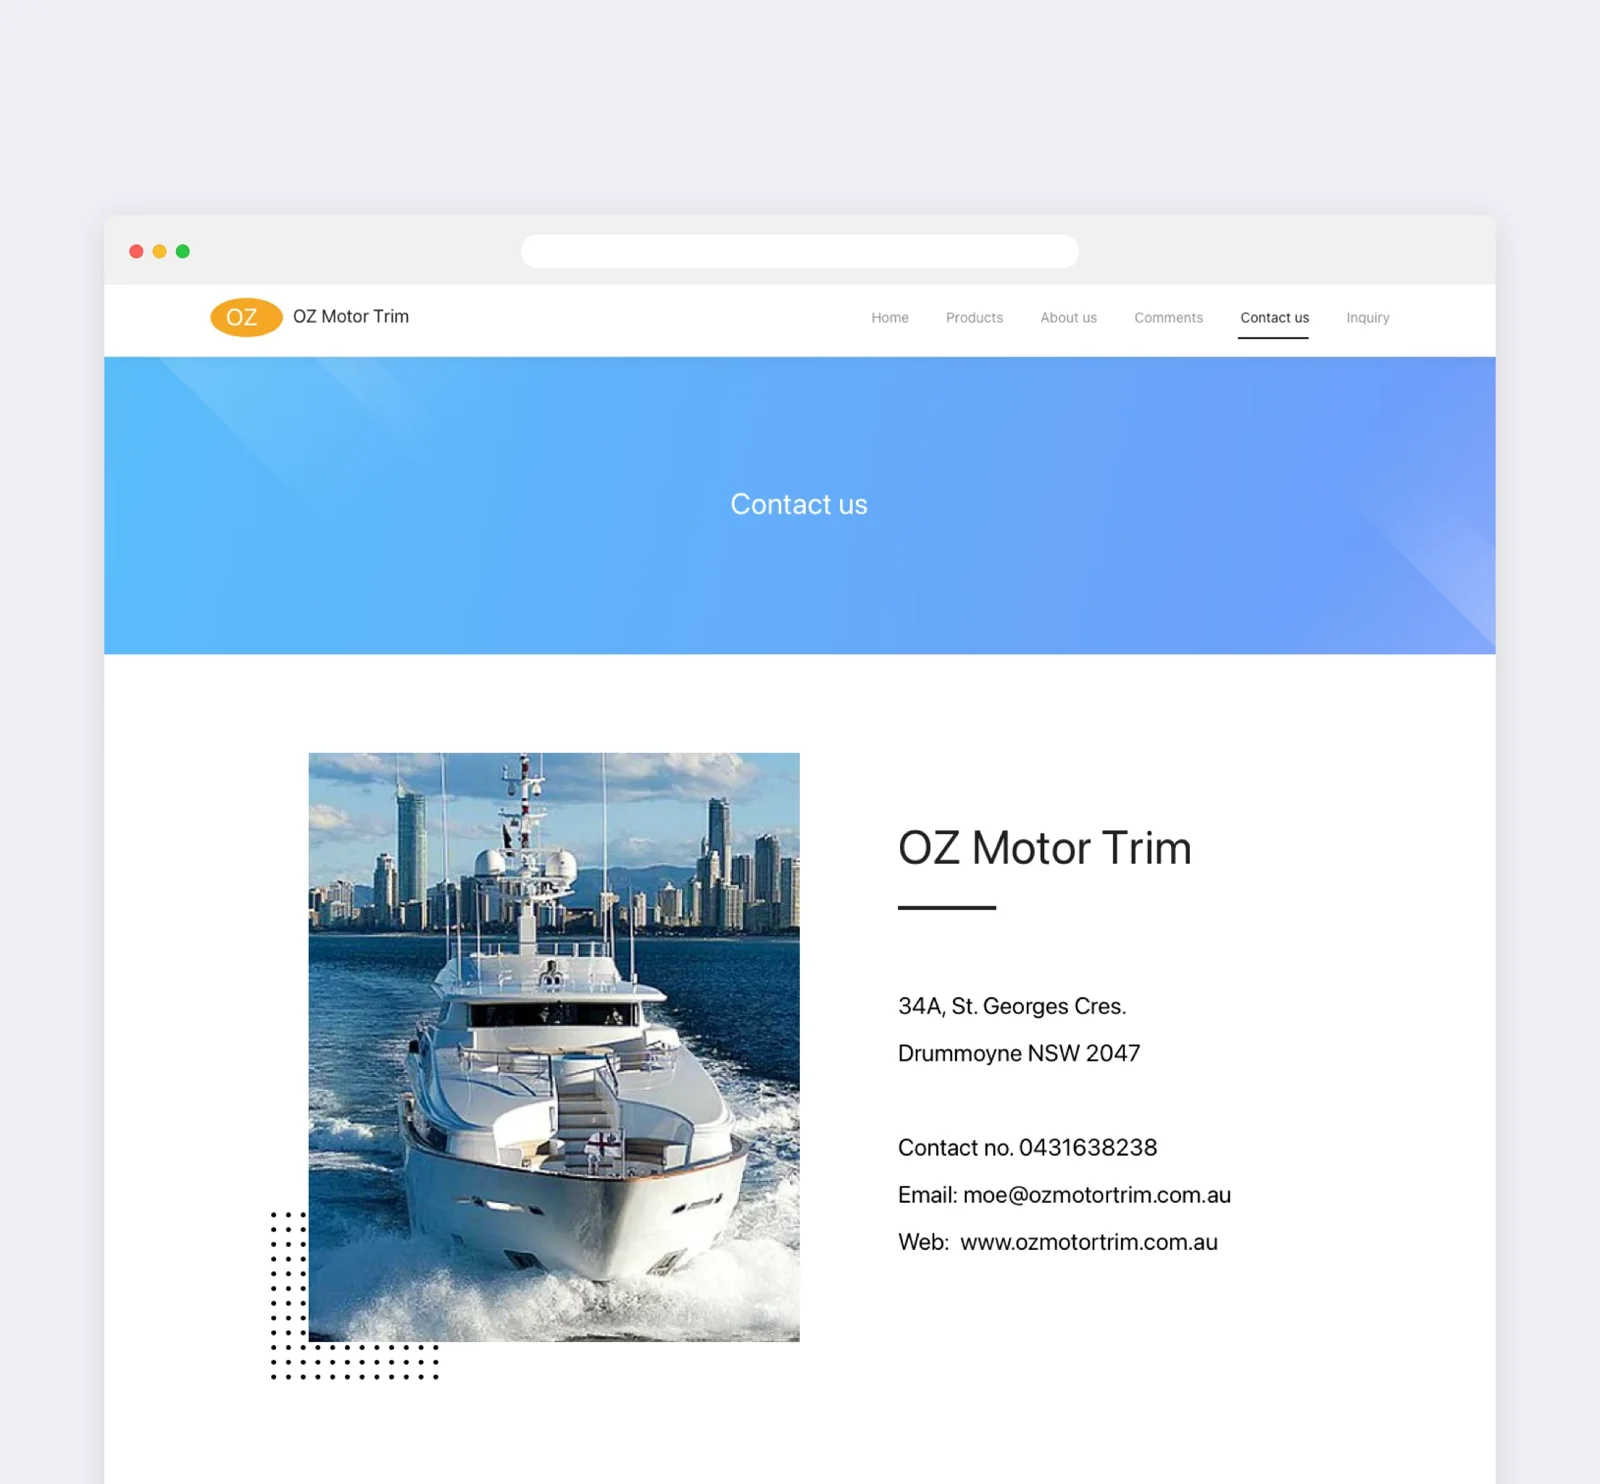 OZ
OZ Motor Trim
Home
Products
About us
Comments
Contact us
Inquiry
Contact us
OZ Motor Trim
34A, St. Georges Cres.
Drummoyne NSW 2047
Contact no. 0431638238
Email: moe@ozmotortrim.com.au
Web:  www.ozmotortrim.com.au